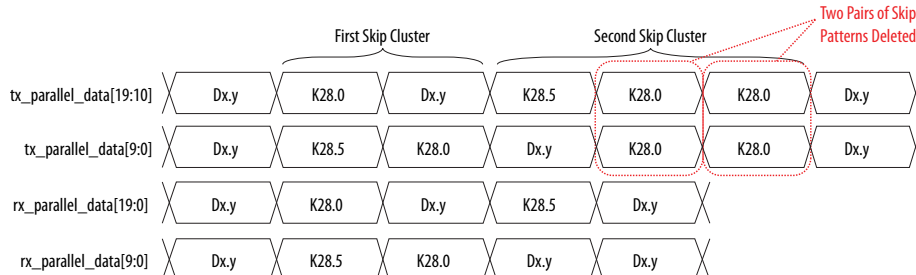 Two Pairs of Skip
Patterns Deleted
First Skip Cluster Second Skip Cluster
tx_parallel_data[19:10] Dx.y K28.0 Dx.y K28.5 K28.0 K28.0 Dx.y
tx_parallel_data[9:0] Dx.y K28.5 K28.0 Dx.y K28.0 K28.0 Dx.y
rx_parallel_data[19:0] Dx.y K28.0 Dx.y K28.5 Dx.y
rx_parallel_data[9:0] Dx.y K28.5 K28.0 Dx.y Dx.y